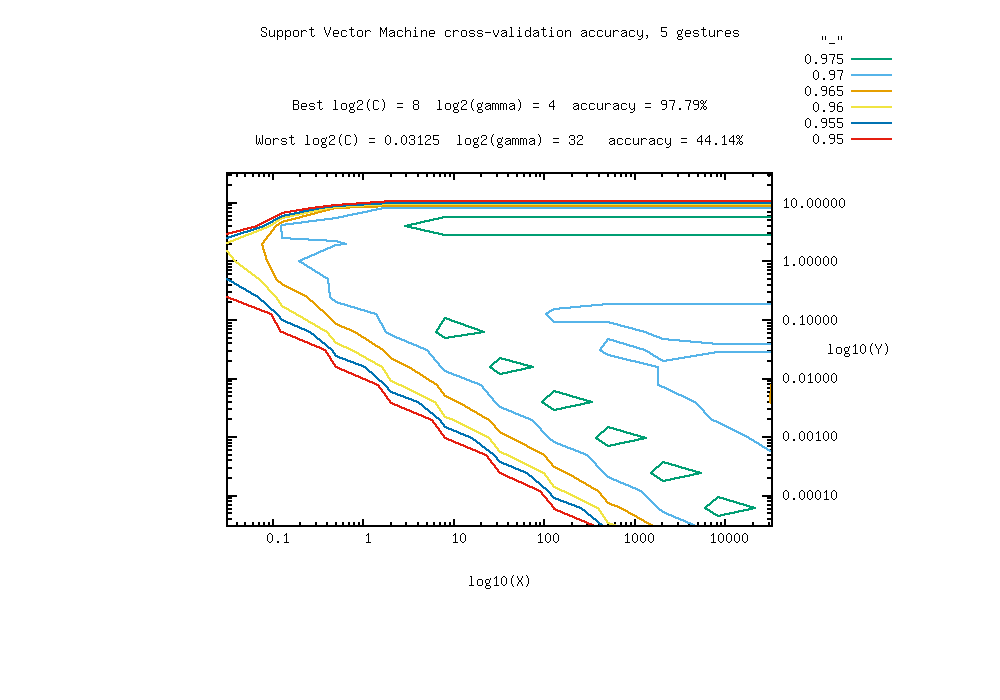 Support Vector Machine cross-validation accuracy, 5 gestures
"_"
0.975
0.97
0.965
0.96
0.955
0.95
Best log2(C) = 8  log2(gamma) = 4  accuracy = 97.79%
Worst log2(C) = 0.03125  log2(gamma) = 32   accuracy = 44.14%
10.00000
1.00000
0.10000
log10(Y)
0.01000
0.00100
0.00010
0.1 1 10 100 1000 10000
log10(X)